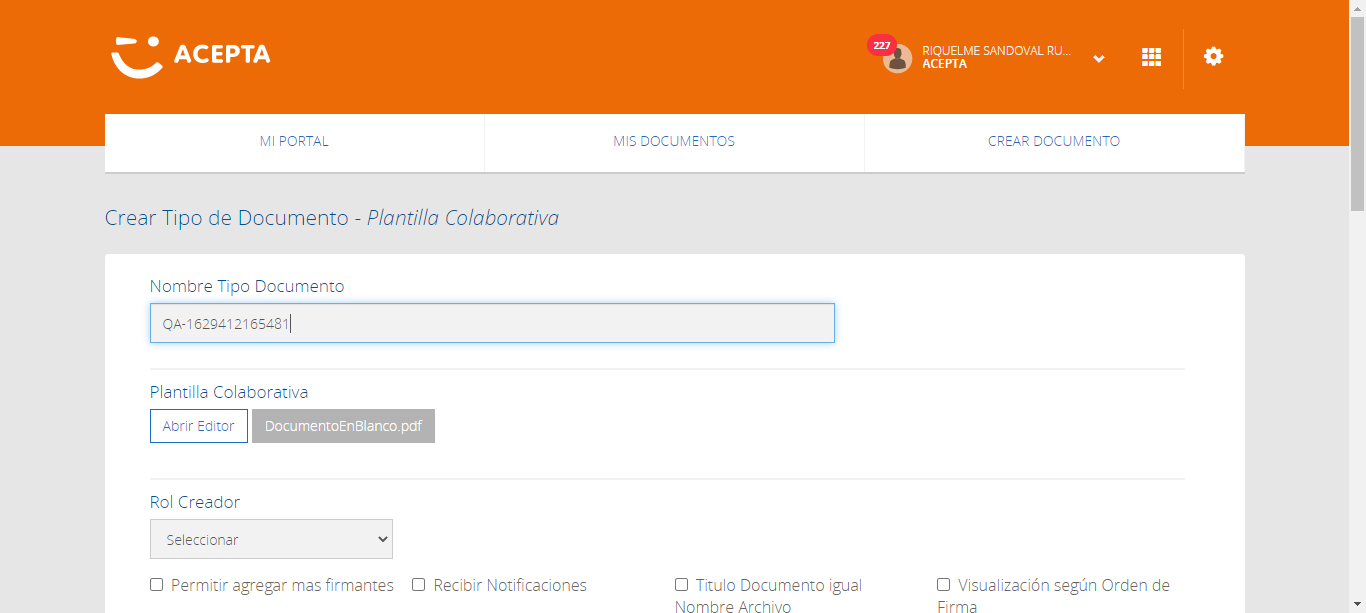 ACEPTA
227
RIQUELME SANDOVAL RU...
ACEPTA
MI PORTAL
MIS DOCUMENTOS
CREAR DOCUMENTO
Crear Tipo de Documento - Plantilla Colaborativa
Nombre Tipo Documento
QA-1629412165481
Plantilla Colaborativa
Abrir Editor
DocumentoEnBlanco.pdf
Rol Creador
Seleccionar
Permitir agregar mas firmantes
Recibir Notificaciones
Titulo Documento igual
Nombre Archivo
Visualización según Orden de
Firma